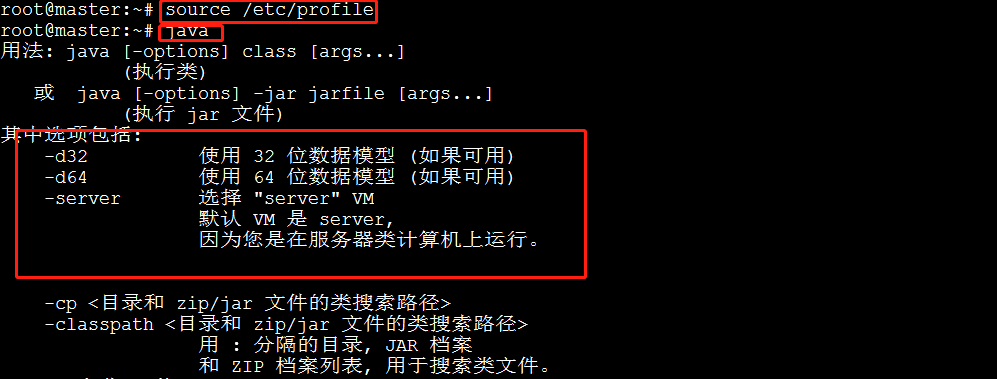 root@master:~# source /etc/profile
root@master:~# java
用法: java [-options] class [args...]
(执行类)
或 java [-options] -jar jarfile [args...]
(执行 jar 文件)
其中选项包括:
-d32 使用 32 位数据模型 (如果可用)
-d64 使用 64 位数据模型 (如果可用)
-server 选择 "server" VM
默认 VM 是 server,
因为您是在服务器类计算机上运行。
-cp <目录和 zip/jar 文件的类搜索路径>
-classpath <目录和 zip/jar 文件的类搜索路径>
用 : 分隔的目录, JAR 档案
和 ZIP 档案列表, 用于搜索类文件。